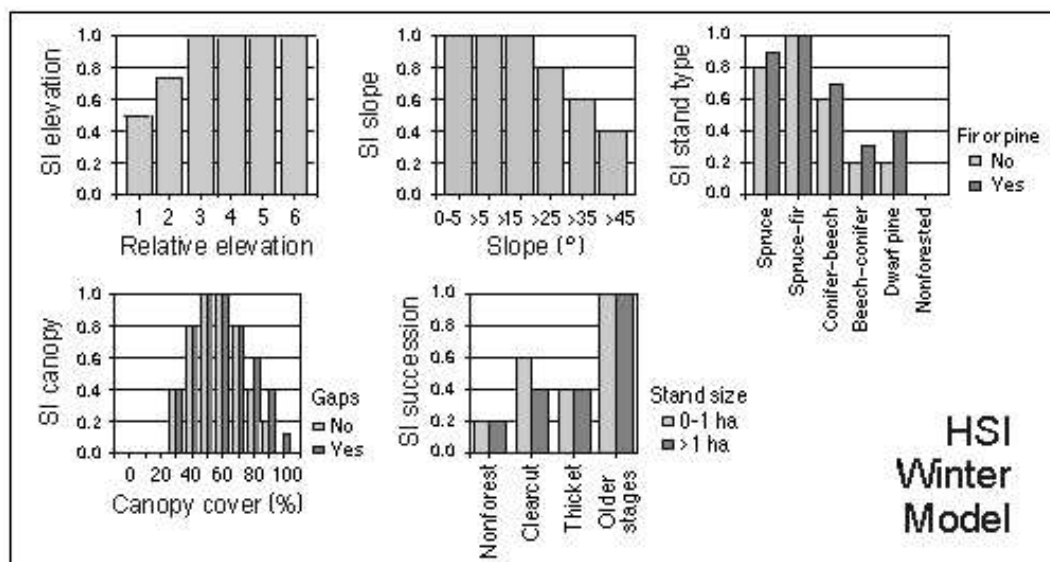 SI elevation
1.0
0.8
0.6
0.4
0.2
0.0
1 2 3 4 5 6
Relative elevation
SI slope
1.0
0.8
0.6
0.4
0.2
0.0
0-5 >5 >15 >25 >35 >45
Slope (°)
SI stand type
1.0
0.8
0.6
0.4
0.2
0.0
Spruce
Spruce-fir
Conifer-beech
Beech-conifer
Dwarf pine
Nonforested
Fir or pine
No
Yes
SI canopy
1.0
0.8
0.6
0.4
0.2
0.0
0 20 40 60 80 100
Canopy cover (%)
Gaps
No
Yes
SI succession
1.0
0.8
0.6
0.4
0.2
0.0
Nonforest
Clearcut
Thicket
Older
stages
Stand size
0-1 ha
>1 ha
HSI
Winter
Model